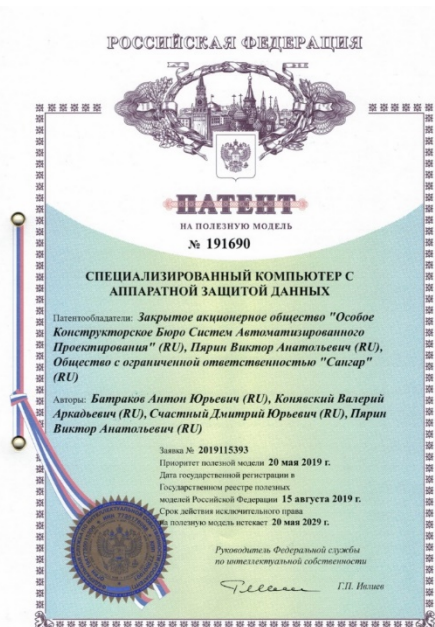 РОССИЙСКАЯ ФЕДЕРАЦИЯ
ПАТЕНТ
НА ПОЛЕЗНУЮ МОДЕЛЬ
№ 191690
СПЕЦИАЛИЗИРОВАННЫЙ КОМПЬЮТЕР С
АППАРАТНОЙ ЗАЩИТОЙ ДАННЫХ
Патентообладатели: Закрытое акционерное общество "Особое
Конструкторское Бюро Систем Автоматизированного
Проектирования" (RU), Пярин Виктор Анатольевич (RU),
Общество с ограниченной ответственностью "Сангар"
(RU)
Авторы: Батраков Антон Юрьевич (RU), Конявский Валерий
Аркадьевич (RU), Счастный Дмитрий Юрьевич (RU), Пярин
Виктор Анатольевич (RU)
Заявка № 2019115393
Приоритет полезной модели 20 мая 2019 г.
Дата государственной регистрации в
Государственном реестре полезных
моделей Российской Федерации 15 августа 2019 г.
Срок действия исключительного права
на полезную модель истекает 20 мая 2029 г.
Руководитель Федеральной службы
по интеллектуальной собственности
Г.П. Ивлиев